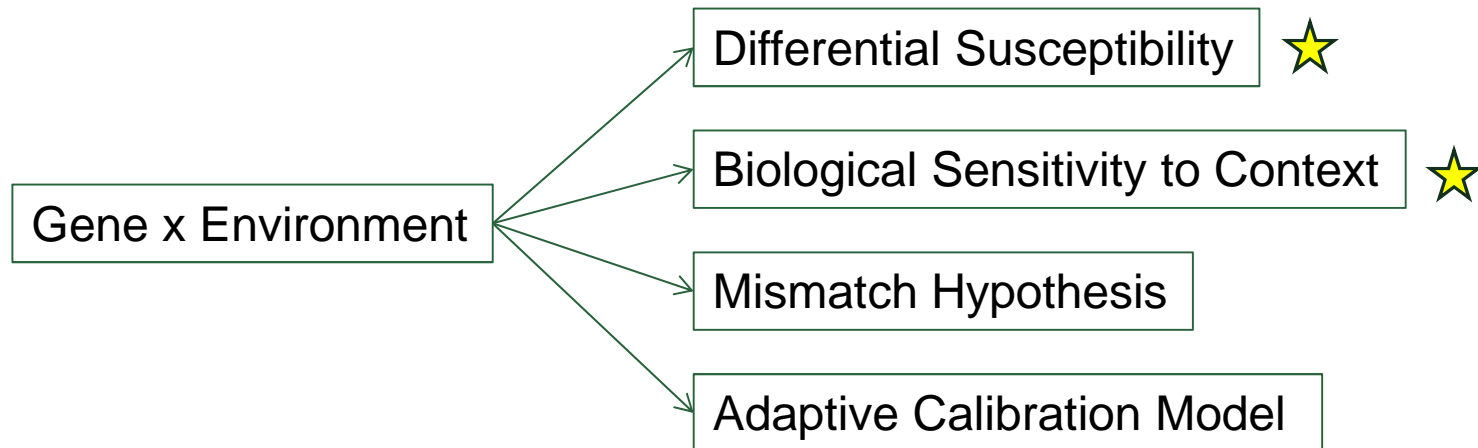 Differential Susceptibility
Biological Sensitivity to Context
Gene x Environment
Mismatch Hypothesis
Adaptive Calibration Model